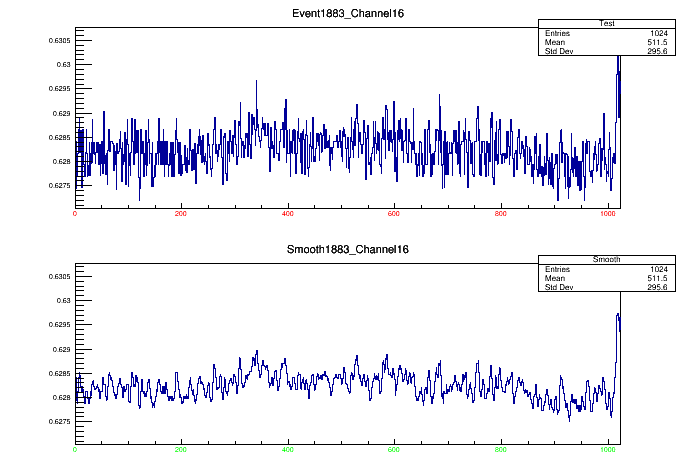 Event1883_Channel16
Test
Entries 1024
Mean 511.5
Std Dev 295.6
0.6305
0.63
0.6295
0.629
0.6285
0.628
0.6275
0 200 400 600 800 1000
Smooth1883_Channel16
Smooth
Entries 1024
Mean 511.5
Std Dev 295.6
0.6305
0.63
0.6295
0.629
0.6285
0.628
0.6275
0 200 400 600 800 1000